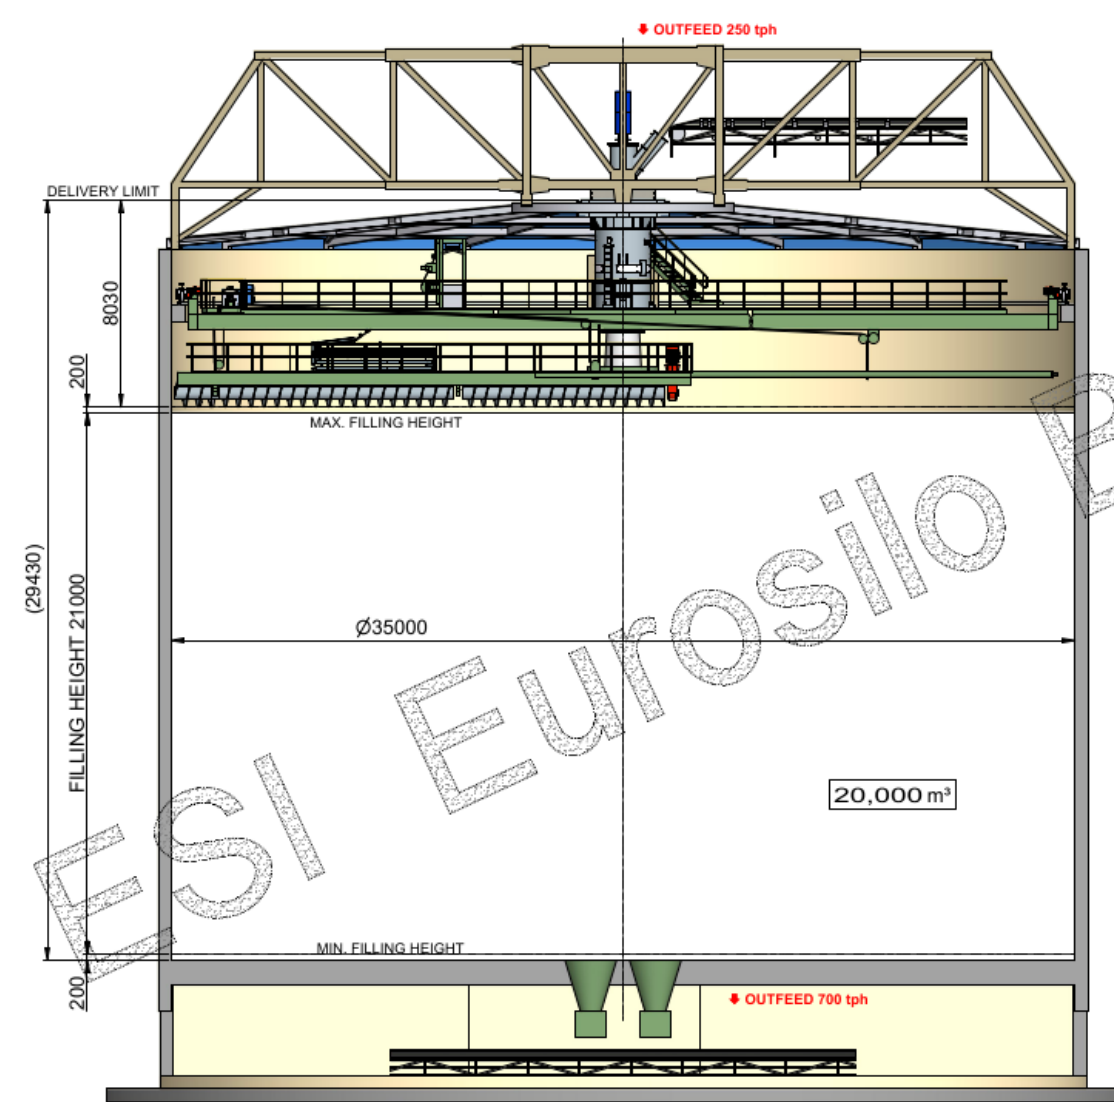 OUTFEED 250 tph
DELIVERY LIMIT
8030
200
MAX. FILLING HEIGHT
(29430)
FILLING HEIGHT 21000
Ø35000
20,000 m³
MIN. FILLING HEIGHT
200
OUTFEED 700 tph
ESI Eurosilo